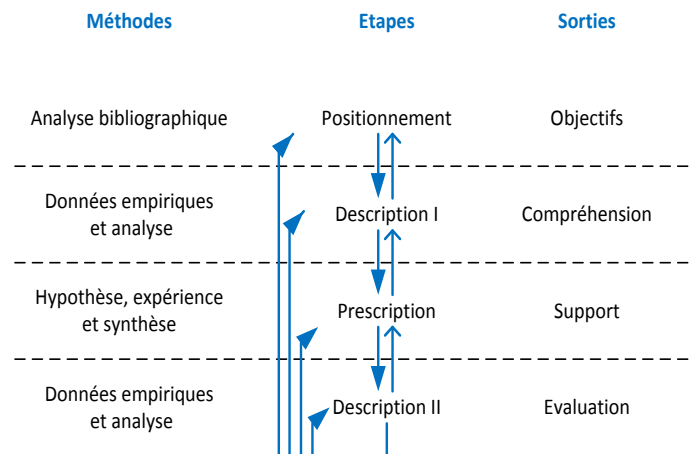 Méthodes Etapes Sorties
Analyse bibliographique Positionnement Objectifs
Données empiriques
et analyse Description I Compréhension
Hypothèse, expérience
et synthèse Prescription Support
Données empiriques
et analyse Description II Evaluation